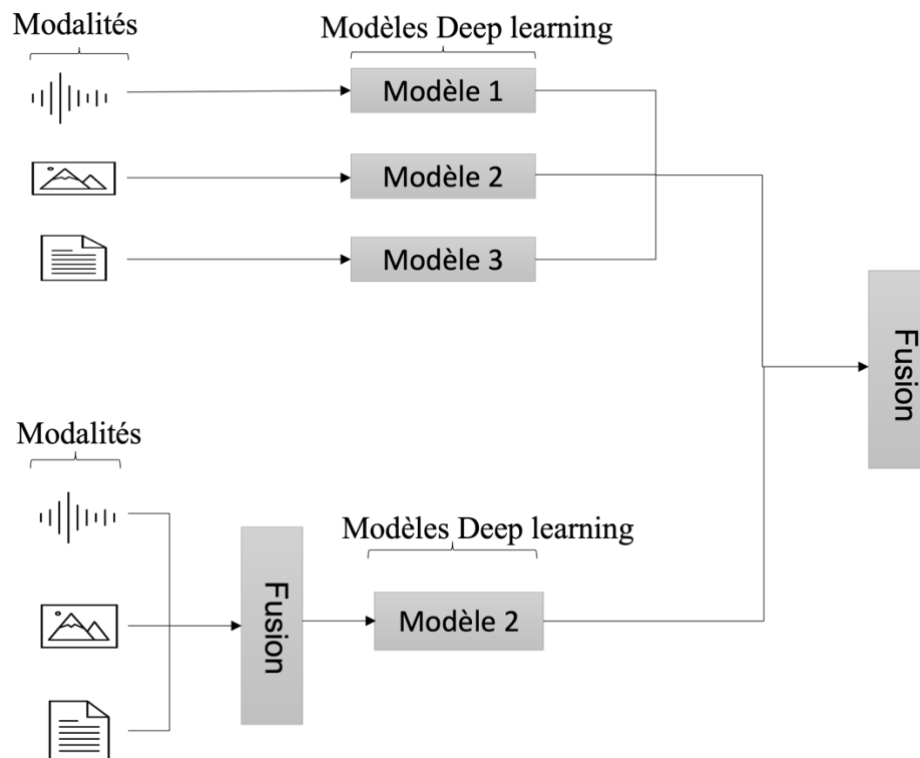 Modalités
Modèles Deep learning
Modèle 1
Modèle 2
Modèle 3
Fusion
Modalités
Modèles Deep learning
Fusion
Modèle 2